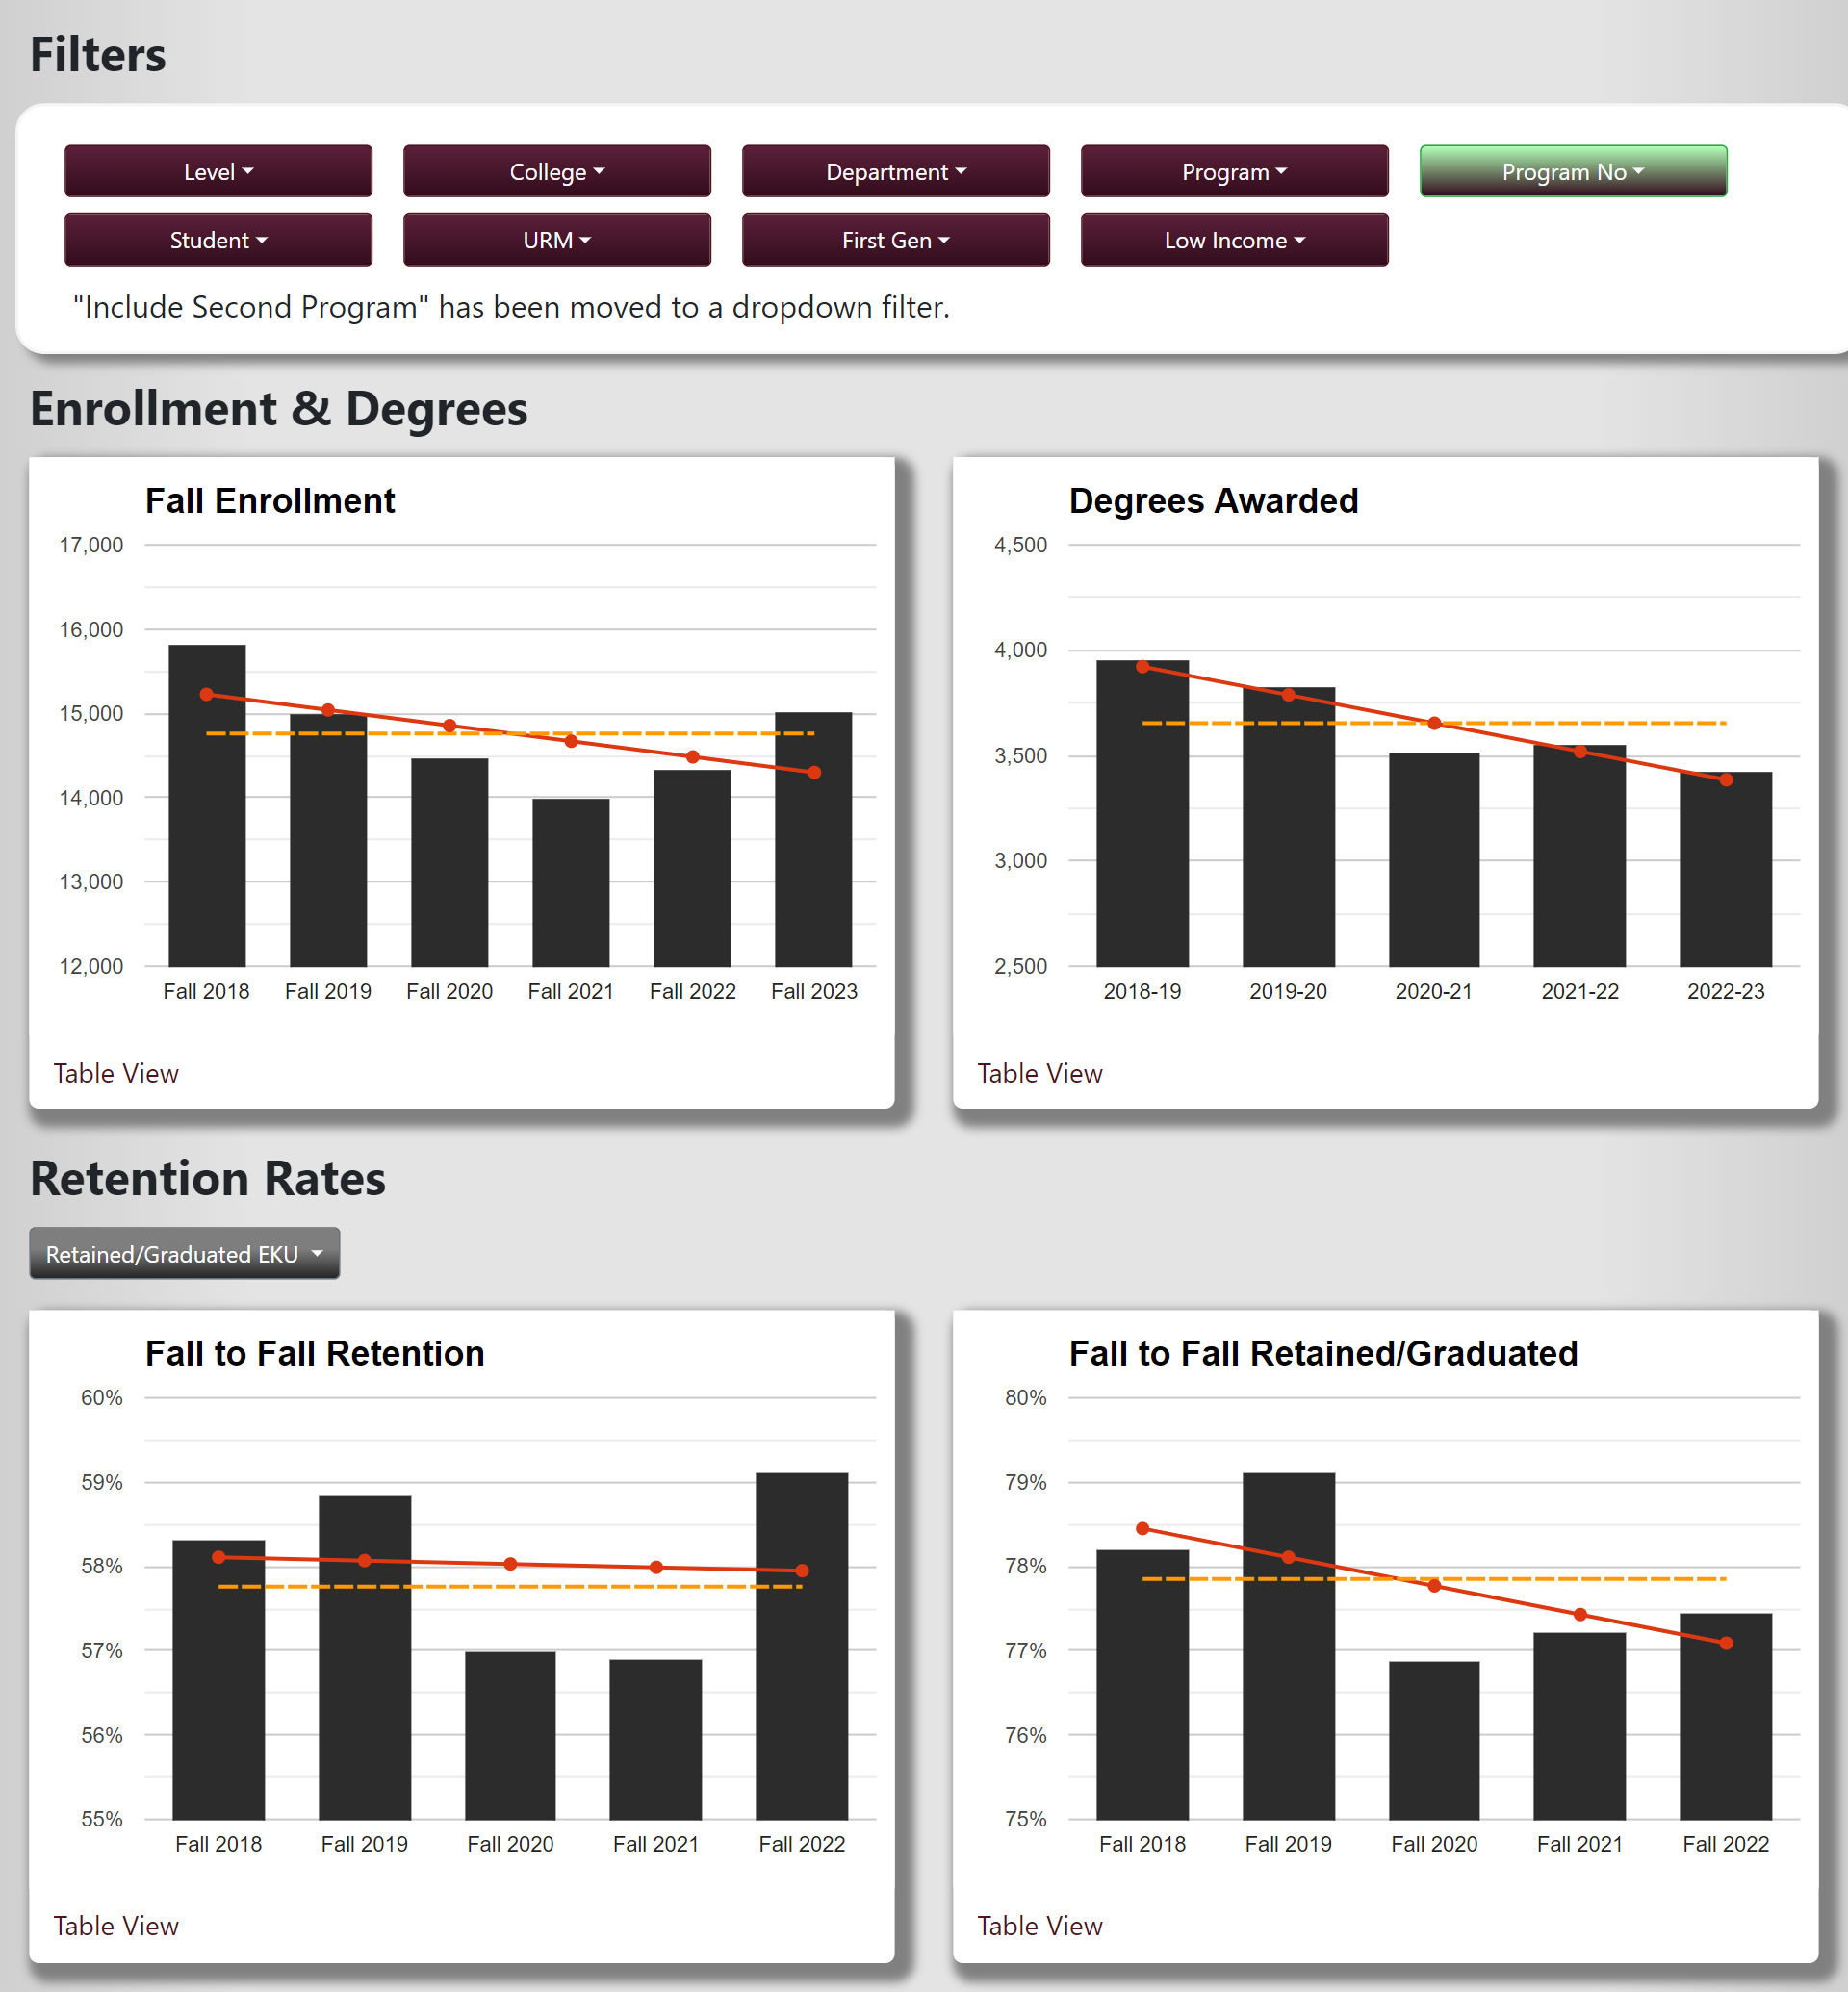 Filters
Level
College
Department
Program
Program No
Student
URM
First Gen
Low Income
"Include Second Program" has been moved to a dropdown filter.
Enrollment & Degrees
Fall Enrollment
17,000
16,000
15,000
14,000
13,000
12,000
Fall 2018
Fall 2019
Fall 2020
Fall 2021
Fall 2022
Fall 2023
Table View
Degrees Awarded
4,500
4,000
3,500
3,000
2,500
2018-19
2019-20
2020-21
2021-22
2022-23
Table View
Retention Rates
Retained/Graduated EKU
Fall to Fall Retention
60%
59%
58%
57%
56%
55%
Fall 2018
Fall 2019
Fall 2020
Fall 2021
Fall 2022
Table View
Fall to Fall Retained/Graduated
80%
79%
78%
77%
76%
75%
Fall 2018
Fall 2019
Fall 2020
Fall 2021
Fall 2022
Table View